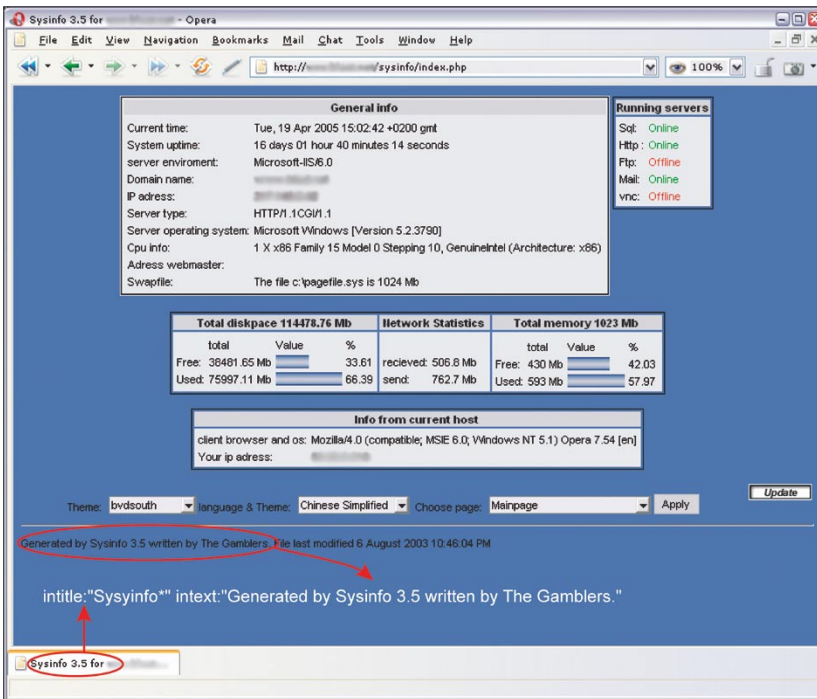 Sysinfo 3.5 for - Opera
File Edit View Navigation Bookmarks Mail Chat Tools Window Help
http:// /sysinfo/index.php 100%
General info
Current time: Tue, 19 Apr 2005 15:02:42 +0200 gmt
System uptime: 16 days 01 hour 40 minutes 14 seconds
server enviroment: Microsoft-IIS/6.0
Domain name:
IP adress:
Server type: HTTP/1.1CGI/1.1
Server operating system: Microsoft Windows [Version 5.2.3790]
Cpu info: 1 X x86 Family 15 Model 0 Stepping 10, GenuineIntel (Architecture: x86)
Adress webmaster:
Swapfile: The file c:\pagefile.sys is 1024 Mb
Running servers
Sql: Online
Http : Online
Ftp: Offline
Mail: Online
vnc: Offline
Total diskpace 114478.76 Mb
total Value %
Free: 38481.65 Mb 33.61
Used: 75997.11 Mb 66.39
Network Statistics
recieved: 506.8 Mb
send: 762.7 Mb
Total memory 1023 Mb
total Value %
Free: 430 Mb 42.03
Used: 593 Mb 57.97
Info from current host
client browser and os: Mozilla/4.0 (compatible; MSIE 6.0; Windows NT 5.1) Opera 7.54 [en]
Your ip adress:
Update
Theme: bvdsouth language & Theme: Chinese Simplified Choose page: Mainpage Apply
Generated by Sysinfo 3.5 written by The Gamblers. File last modified 6 August 2003 10:46:04 PM
intitle:"Sysyinfo*" intext:"Generated by Sysinfo 3.5 written by The Gamblers."
Sysinfo 3.5 for